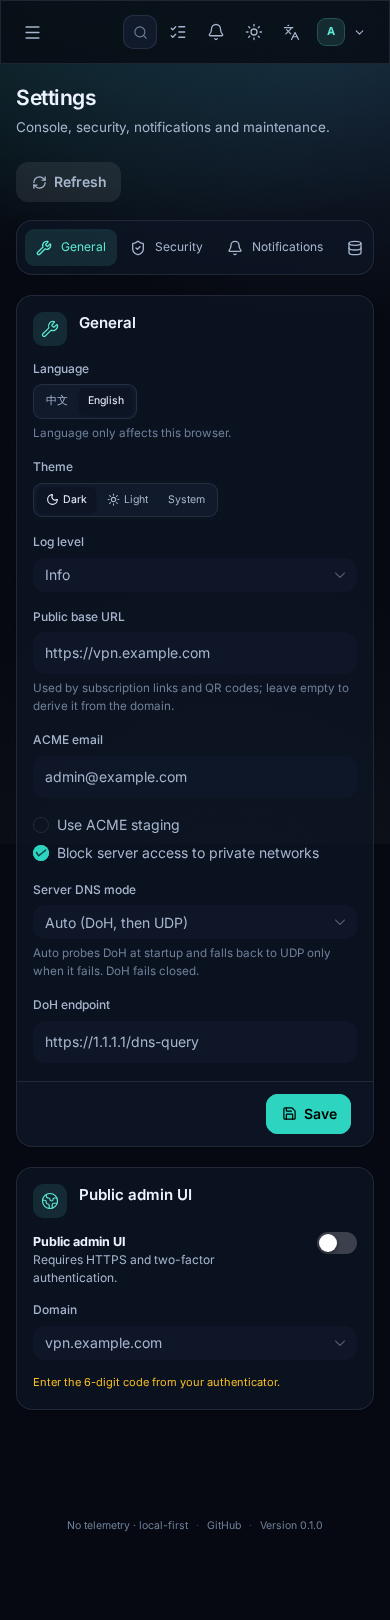 A
Settings
Console, security, notifications and maintenance.
Refresh
General Security Notifications
General
Language
中文 English
Language only affects this browser.
Theme
Dark Light System
Log level
Info
Public base URL
https://vpn.example.com
Used by subscription links and QR codes; leave empty to
derive it from the domain.
ACME email
admin@example.com
Use ACME staging
Block server access to private networks
Server DNS mode
Auto (DoH, then UDP)
Auto probes DoH at startup and falls back to UDP only
when it fails. DoH fails closed.
DoH endpoint
https://1.1.1.1/dns-query
Save
Public admin UI
Public admin UI
Requires HTTPS and two-factor
authentication.
Domain
vpn.example.com
Enter the 6-digit code from your authenticator.
No telemetry · local-first · GitHub · Version 0.1.0